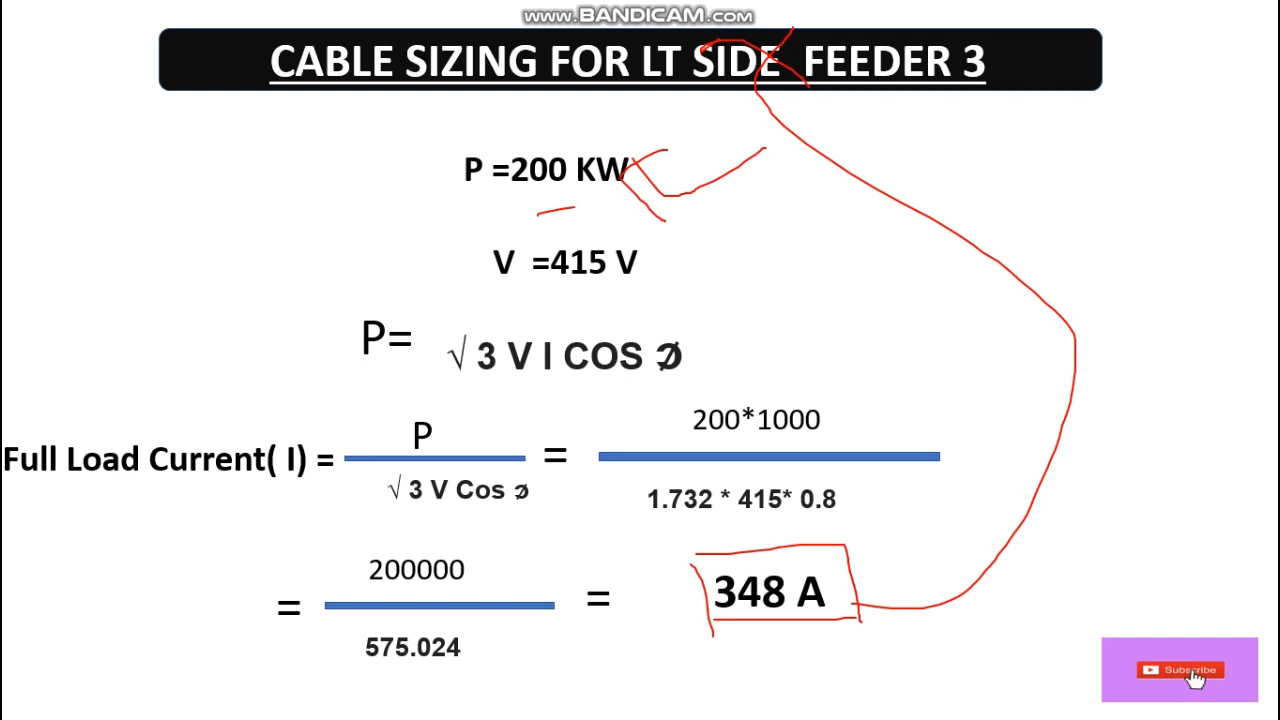 www.BANDICAM.com
CABLE SIZING FOR LT SIDE FEEDER 3
P =200 KW
V =415 V
P=
√ 3 V I COS Ø
Full Load Current( I) = P / √ 3 V Cos ø = 200*1000 / 1.732 * 415* 0.8
= 200000 / 575.024 = 348 A
Subscribe